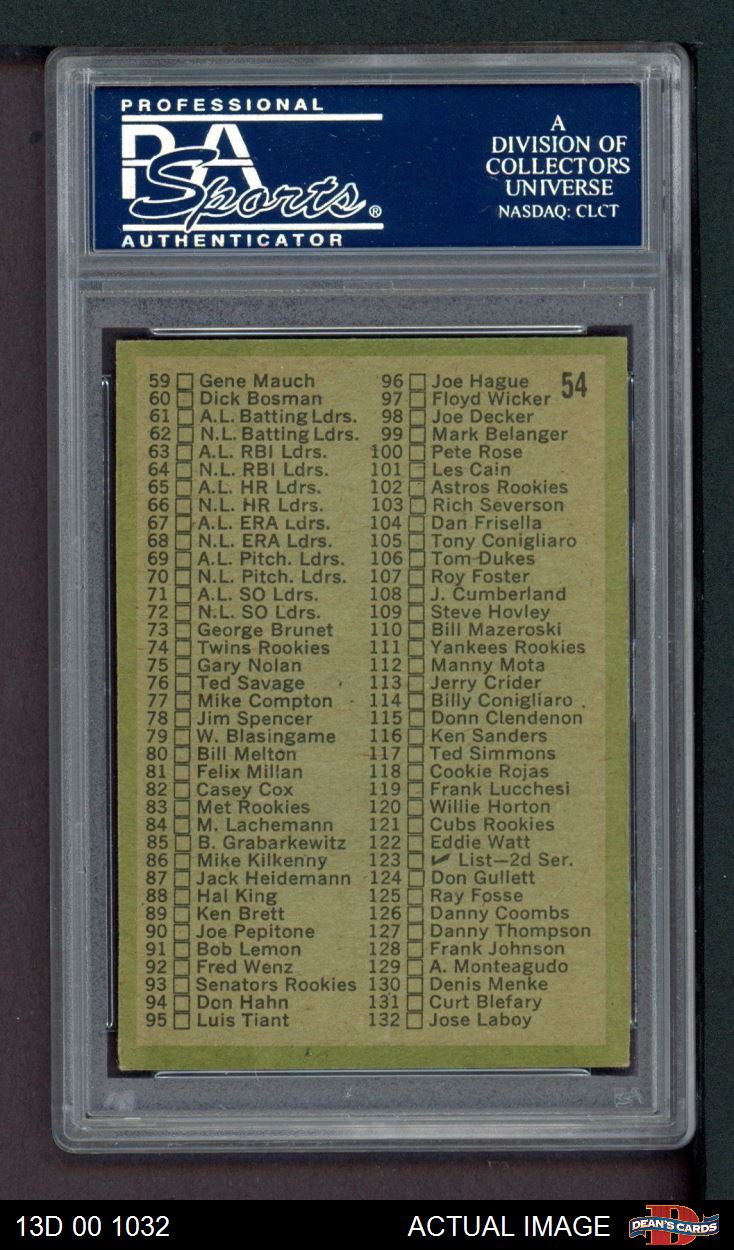 PROFESSIONAL
PSA
Sports®
AUTHENTICATOR
A
DIVISION OF
COLLECTORS
UNIVERSE
NASDAQ: CLCT
54
59 Gene Mauch
60 Dick Bosman
61 A.L. Batting Ldrs.
62 N.L. Batting Ldrs.
63 A.L. RBI Ldrs.
64 N.L. RBI Ldrs.
65 A.L. HR Ldrs.
66 N.L. HR Ldrs.
67 A.L. ERA Ldrs.
68 N.L. ERA Ldrs.
69 A.L. Pitch. Ldrs.
70 N.L. Pitch. Ldrs.
71 A.L. SO Ldrs.
72 N.L. SO Ldrs.
73 George Brunet
74 Twins Rookies
75 Gary Nolan
76 Ted Savage
77 Mike Compton
78 Jim Spencer
79 W. Blasingame
80 Bill Melton
81 Felix Millan
82 Casey Cox
83 Met Rookies
84 M. Lachemann
85 B. Grabarkewitz
86 Mike Kilkenny
87 Jack Heidemann
88 Hal King
89 Ken Brett
90 Joe Pepitone
91 Bob Lemon
92 Fred Wenz
93 Senators Rookies
94 Don Hahn
95 Luis Tiant
96 Joe Hague
97 Floyd Wicker
98 Joe Decker
99 Mark Belanger
100 Pete Rose
101 Les Cain
102 Astros Rookies
103 Rich Severson
104 Dan Frisella
105 Tony Conigliaro
106 Tom Dukes
107 Roy Foster
108 J. Cumberland
109 Steve Hovley
110 Bill Mazeroski
111 Yankees Rookies
112 Manny Mota
113 Jerry Crider
114 Billy Conigliaro
115 Donn Clendenon
116 Ken Sanders
117 Ted Simmons
118 Cookie Rojas
119 Frank Lucchesi
120 Willie Horton
121 Cubs Rookies
122 Eddie Watt
123 ✔ List—2d Ser.
124 Don Gullett
125 Ray Fosse
126 Danny Coombs
127 Danny Thompson
128 Frank Johnson
129 A. Monteagudo
130 Denis Menke
131 Curt Blefary
132 Jose Laboy
13D 00 1032
ACTUAL IMAGE
D
DEAN'S CARDS